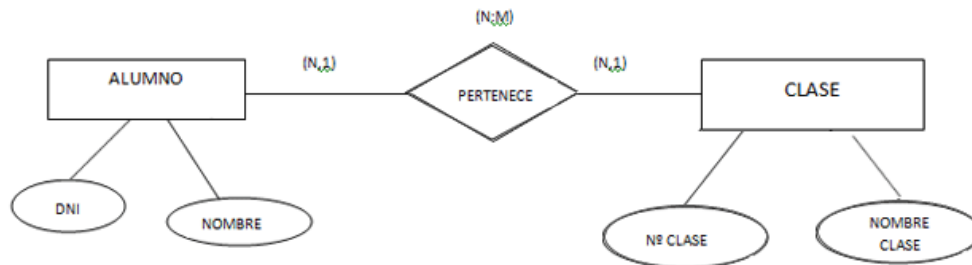 (N:M)
(N,1)
(N,1)
ALUMNO
PERTENECE
CLASE
DNI
NOMBRE
Nº CLASE
NOMBRE
CLASE